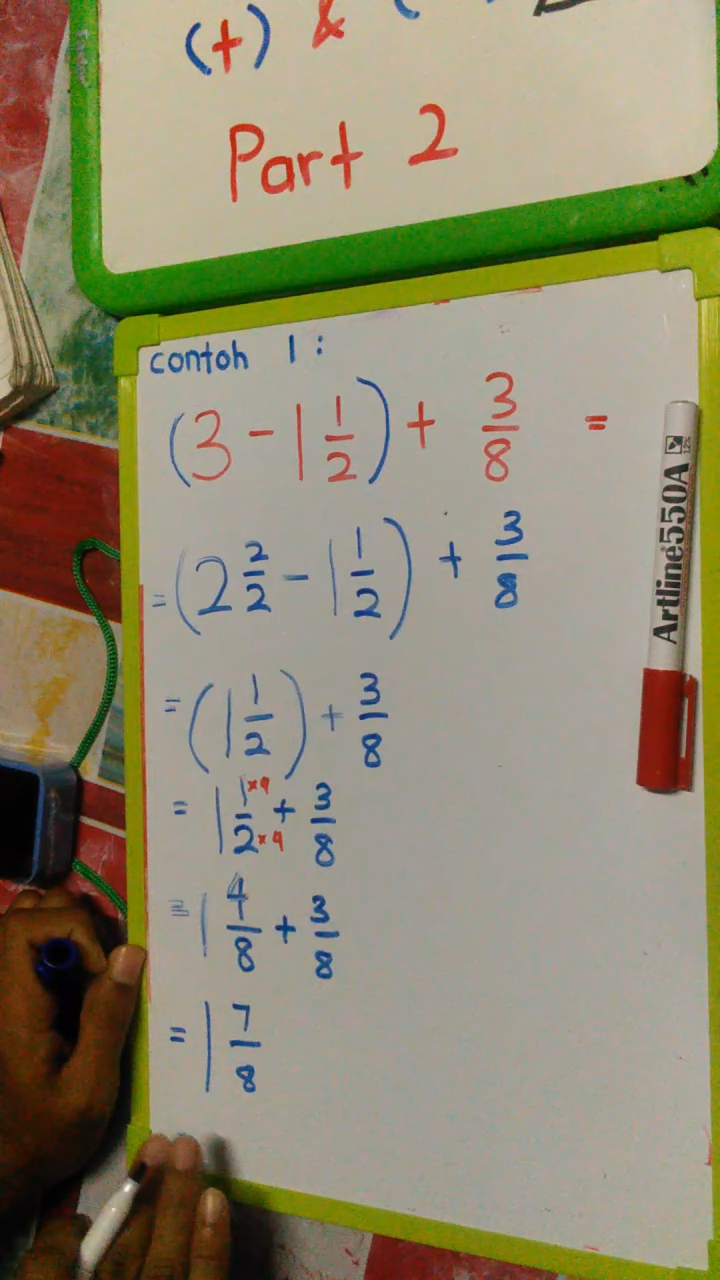 (+) & (
Part 2
contoh 1 :
(3 - 1 1/2) + 3/8 =
= (2 2/2 - 1 1/2) + 3/8
= (1 1/2) + 3/8
= 1 1/2 ×4 ×4 + 3/8
= 1 4/8 + 3/8
= 1 7/8
Artline 550A